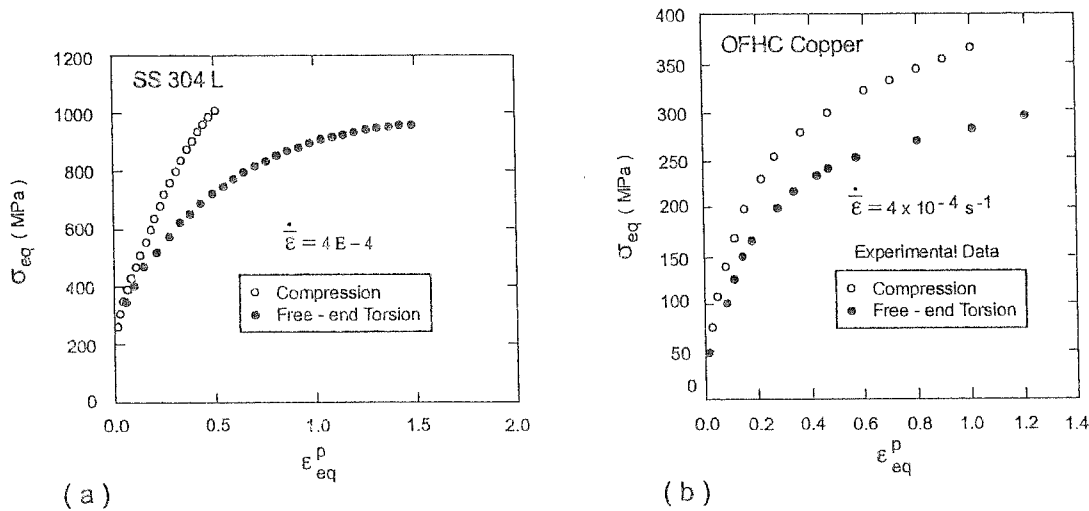 SS 304 L
1200
1000
800
600
400
200
0
σeq ( MPa )
ε̇ = 4 E - 4
Compression
Free - end Torsion
0.0 0.5 1.0 1.5 2.0
ε p eq
( a )
OFHC Copper
400
350
300
250
200
150
100
50
0
σeq ( MPa )
ε̇ = 4 x 10 - 4 s -1
Experimental Data
Compression
Free - end Torsion
0.0 0.2 0.4 0.6 0.8 1.0 1.2 1.4
ε p eq
( b )